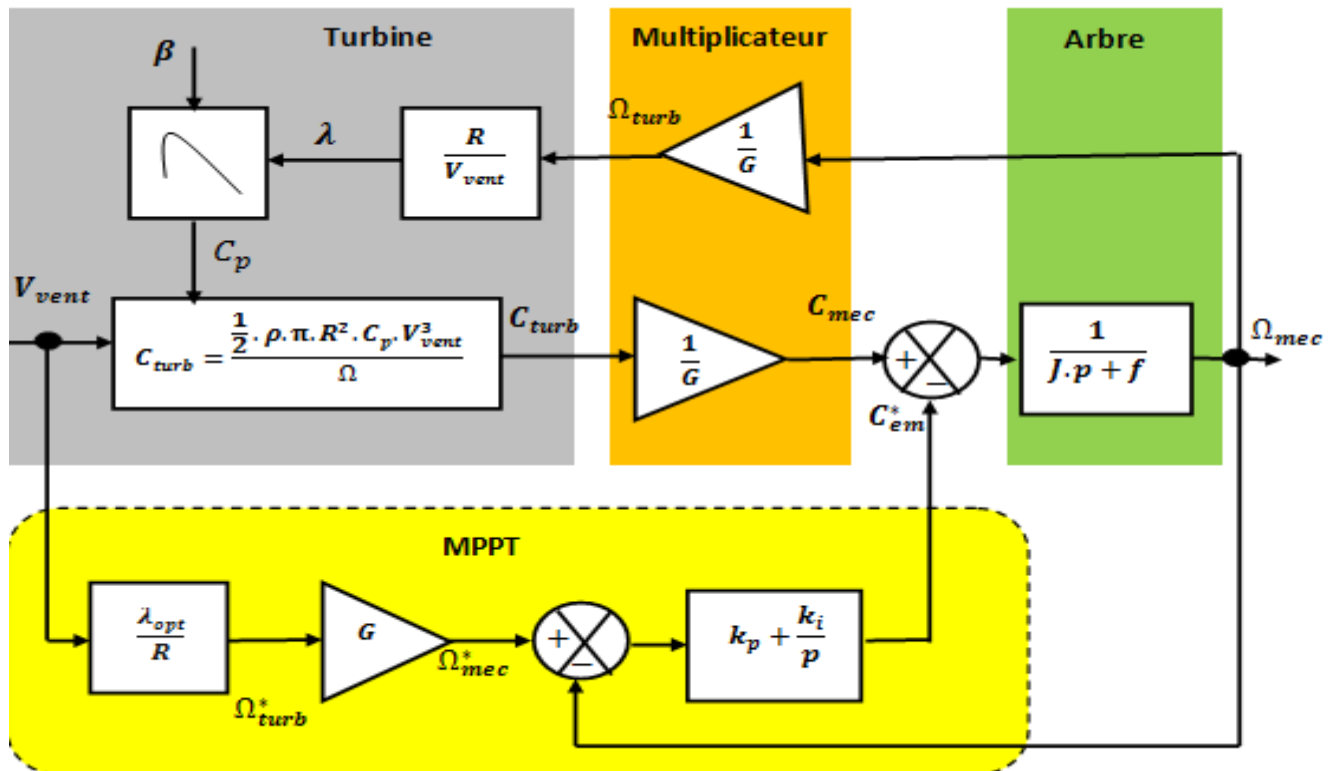 Turbine
Multiplicateur
Arbre
β
Ω_turb
λ
R / V_vent
1/G
C_p
V_vent
C_turb = (1/2 . ρ . π . R² . C_p . V³_vent) / Ω
C_turb
1/G
C_mec
+
−
C*_em
1 / (J . p + f)
Ω_mec
MPPT
λ_opt / R
Ω*_turb
G
Ω*_mec
+
−
k_p + k_i / p